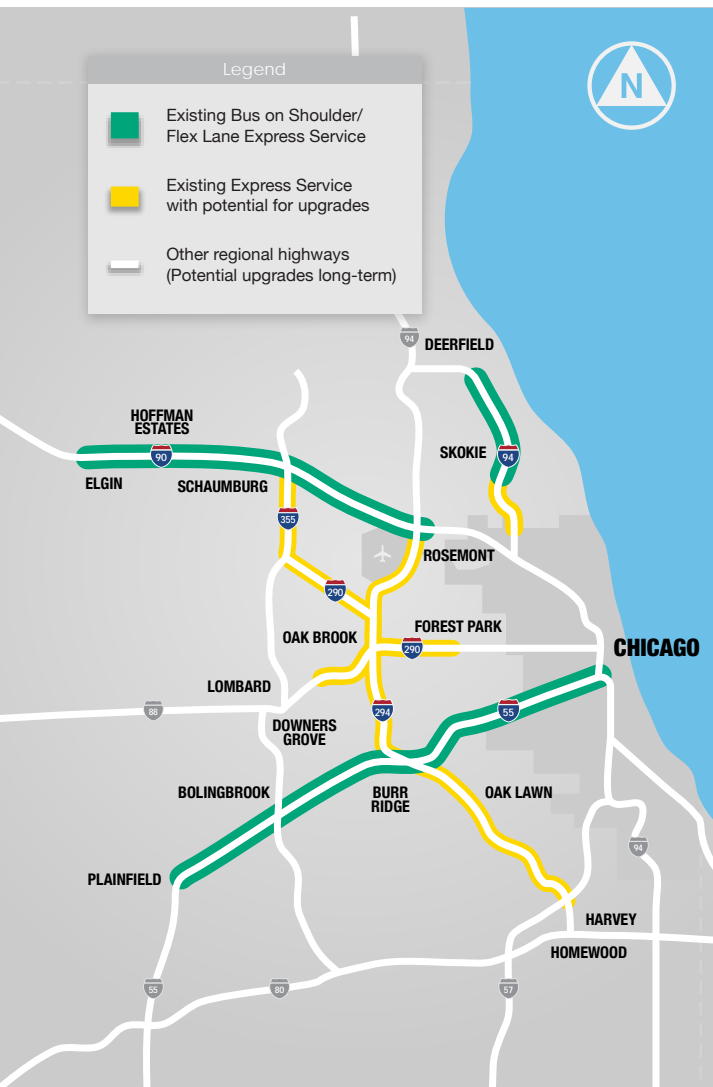 N
Legend
Existing Bus on Shoulder/
Flex Lane Express Service
Existing Express Service
with potential for upgrades
Other regional highways
(Potential upgrades long-term)
94
DEERFIELD
HOFFMAN
ESTATES
90
SKOKIE
94
ELGIN
SCHAUMBURG
355
ROSEMONT
290
OAK BROOK
FOREST PARK
290
CHICAGO
LOMBARD
88
294
55
DOWNERS
GROVE
BOLINGBROOK
BURR
RIDGE
OAK LAWN
94
PLAINFIELD
HARVEY
HOMEWOOD
55
80
57